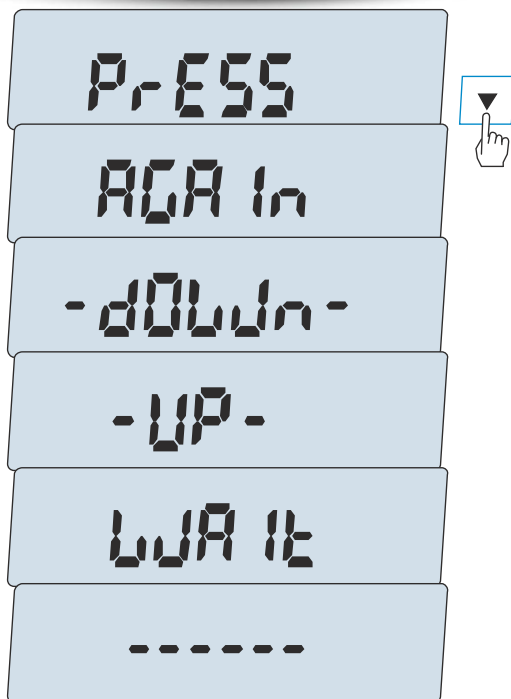 PrESS
AGAIn
-dOWn-
-UP-
WAIt
------